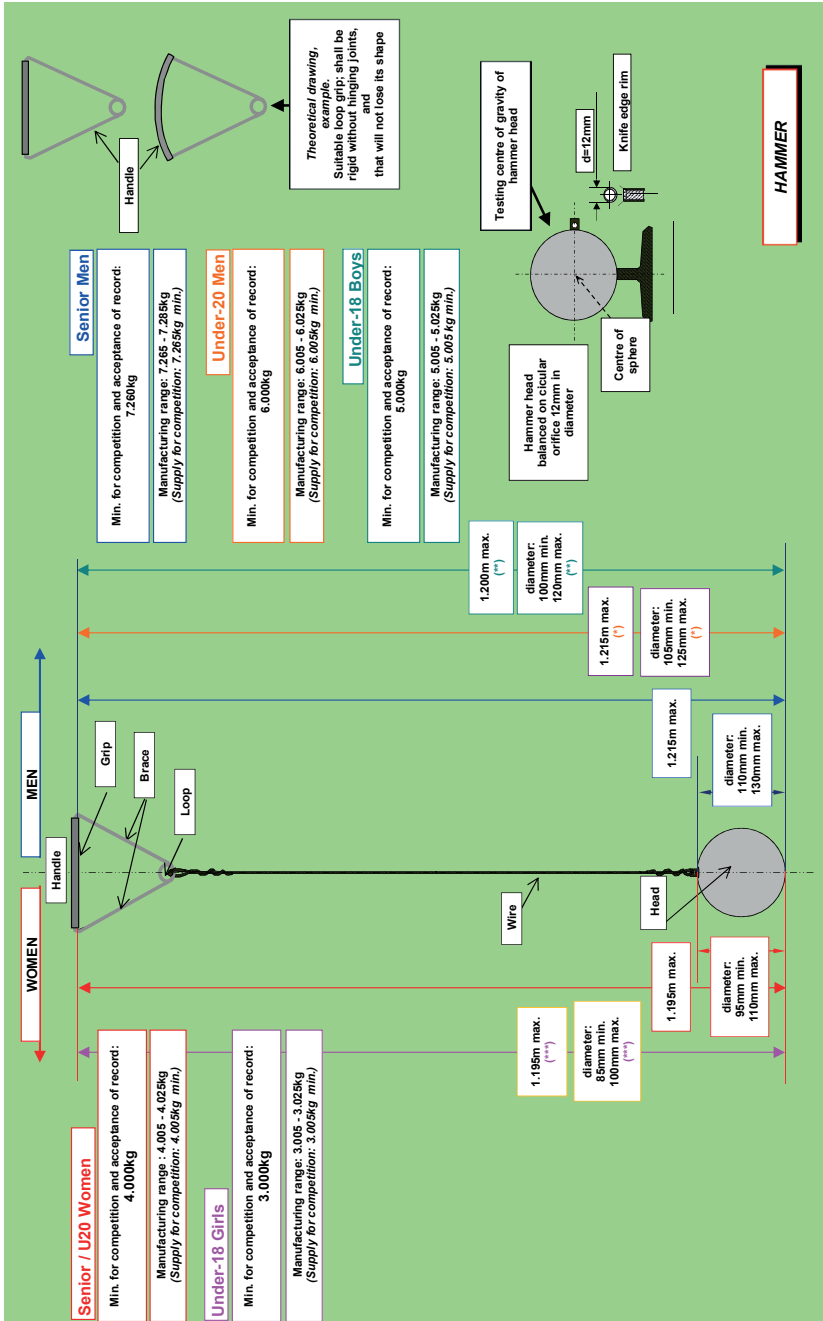 WOMEN
MEN
Senior / U20 Women
Min. for competition and acceptance of record:
4.000kg
Manufacturing range : 4.005 - 4.025kg
(Supply for competition: 4.005kg min.)
Under-18 Girls
Min. for competition and acceptance of record:
3.000kg
Manufacturing range: 3.005 - 3.025kg
(Supply for competition: 3.005kg min.)
1.195m max.
(***)
diameter:
85mm min.
100mm max.
(***)
1.195m max.
diameter:
95mm min.
110mm max.
Handle
Grip
Brace
Loop
Wire
Head
1.215m max.
diameter:
110mm min.
130mm max.
1.215m max.
(*)
diameter:
105mm min.
125mm max.
(*)
1.200m max.
(**)
diameter:
100mm min.
120mm max.
(**)
Senior Men
Min. for competition and acceptance of record:
7.260kg
Manufacturing range: 7.265 - 7.285kg
(Supply for competition: 7.265kg min.)
Under-20 Men
Min. for competition and acceptance of record:
6.000kg
Manufacturing range: 6.005 - 6.025kg
(Supply for competition: 6.005kg min.)
Under-18 Boys
Min. for competition and acceptance of record:
5.000kg
Manufacturing range: 5.005 - 5.025kg
(Supply for competition: 5.005 kg min.)
Handle
Theoretical drawing,
example.
Suitable loop grip; shall be
rigid without hinging joints,
and
that will not lose its shape
Testing centre of gravity of
hammer head
d=12mm
Knife edge rim
Hammer head
balanced on cicular
orifice 12mm in
diameter
Centre of
sphere
HAMMER